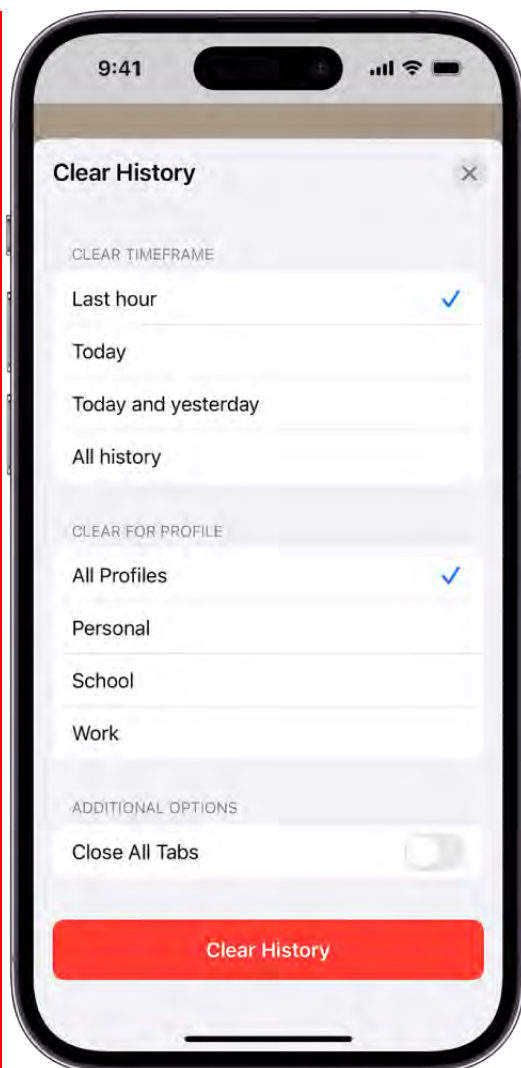 9:41
Clear History
CLEAR TIMEFRAME
Last hour
Today
Today and yesterday
All history
CLEAR FOR PROFILE
All Profiles
Personal
School
Work
ADDITIONAL OPTIONS
Close All Tabs
Clear History